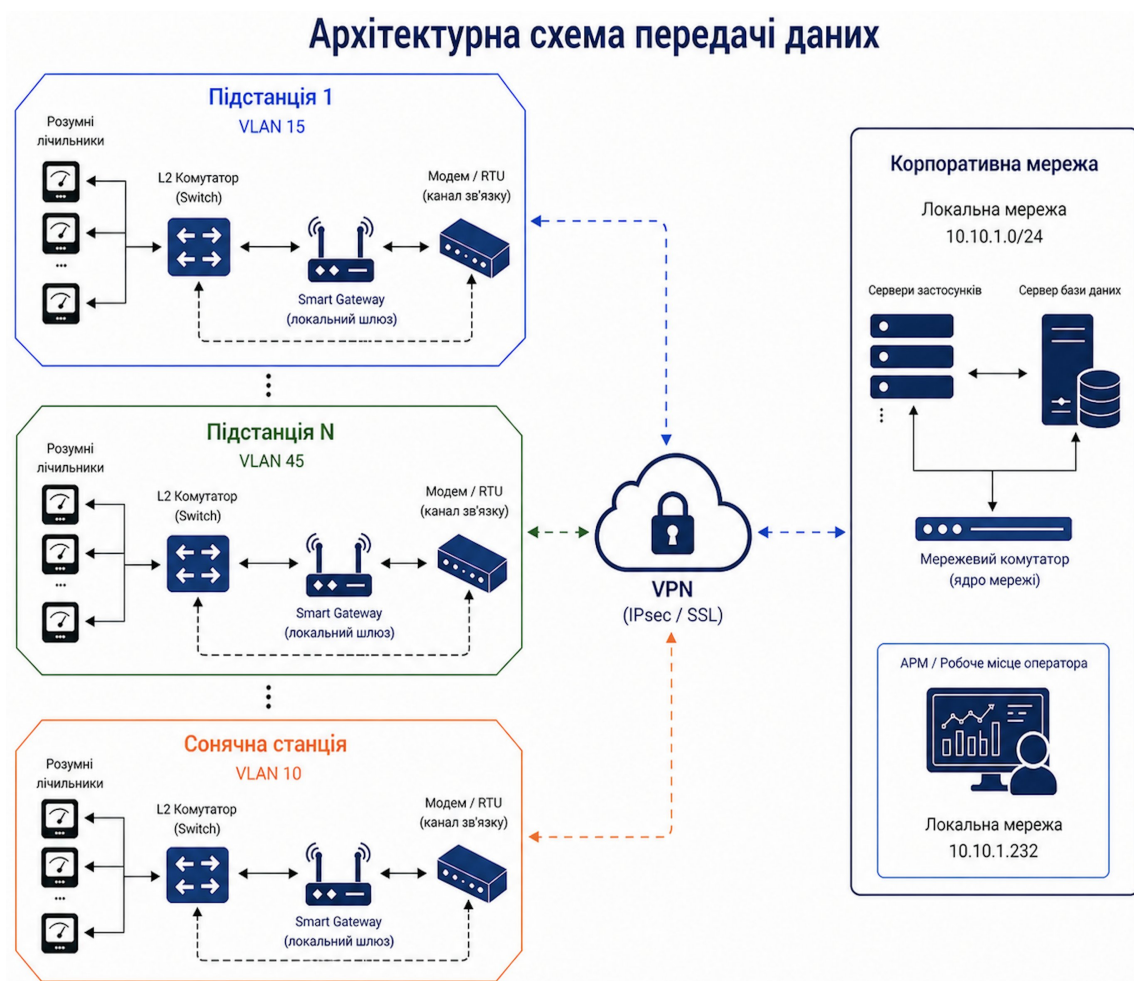 Архітектурна схема передачі даних
Підстанція 1
VLAN 15
Розумні
лічильники
L2 Комутатор
(Switch)
Smart Gateway
(локальний шлюз)
Модем / RTU
(канал зв'язку)
Підстанція N
VLAN 45
Розумні
лічильники
L2 Комутатор
(Switch)
Smart Gateway
(локальний шлюз)
Модем / RTU
(канал зв'язку)
Сонячна станція
VLAN 10
Розумні
лічильники
L2 Комутатор
(Switch)
Smart Gateway
(локальний шлюз)
Модем / RTU
(канал зв'язку)
VPN
(IPsec / SSL)
Корпоративна мережа
Локальна мережа
10.10.1.0/24
Сервери застосунків
Сервер бази даних
Мережевий комутатор
(ядро мережі)
АРМ / Робоче місце оператора
Локальна мережа
10.10.1.232